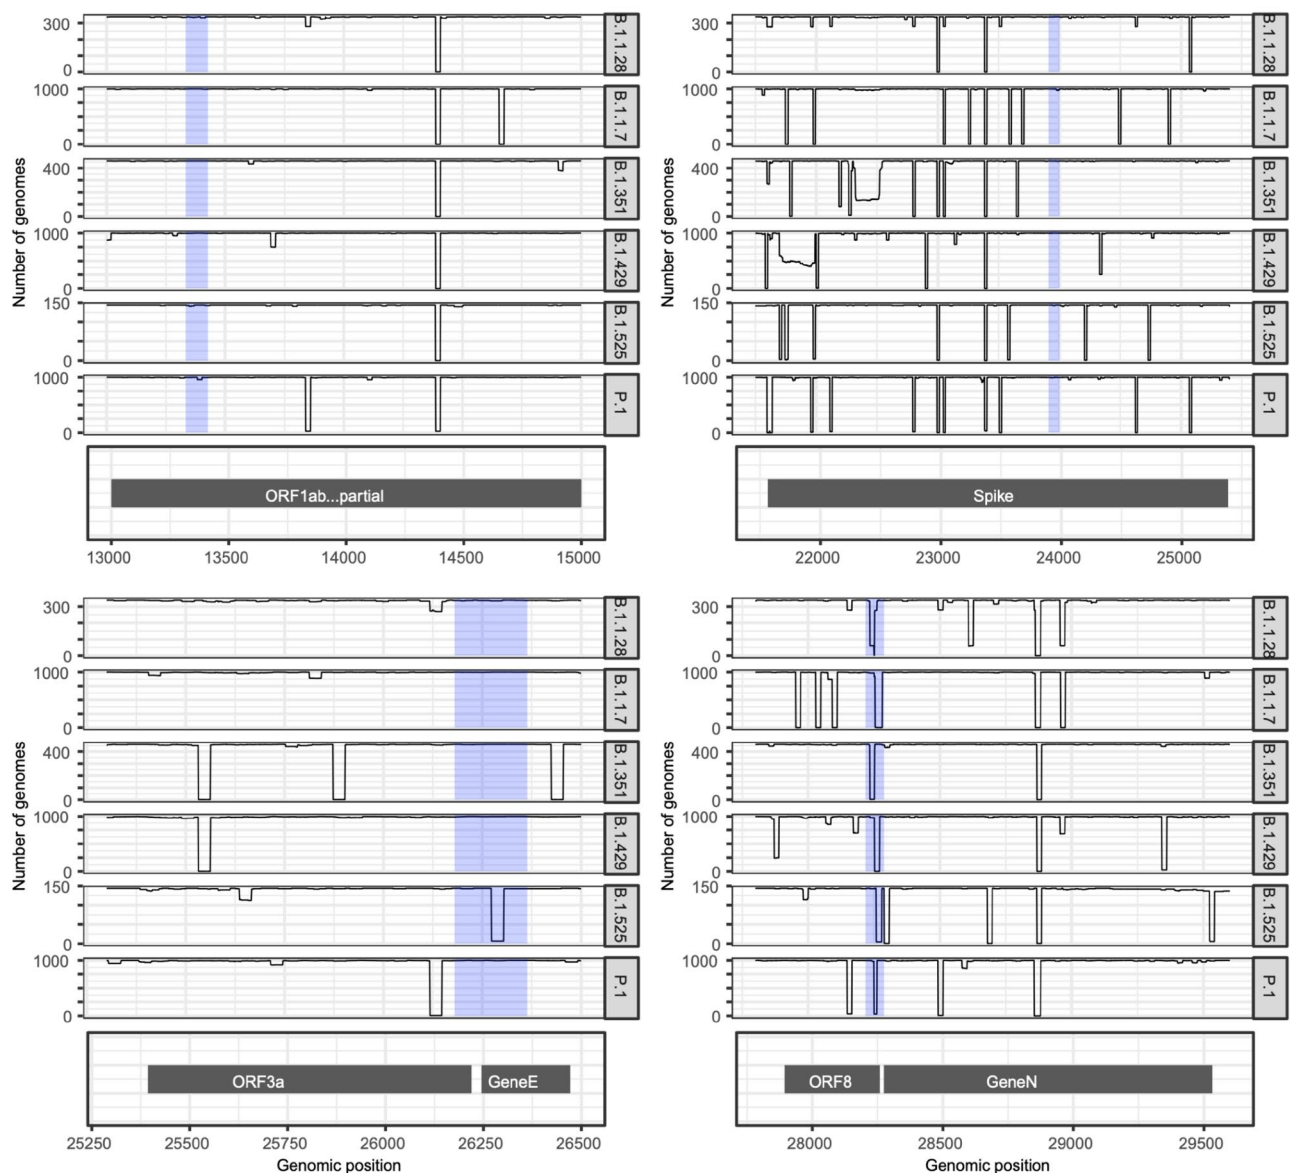 Number of genomes
300
0
B.1.1.28
1000
0
B.1.1.7
400
0
B.1.351
1000
0
B.1.429
150
0
B.1.525
1000
0
P.1
ORF1ab...partial
13000 13500 14000 14500 15000
Number of genomes
300
0
B.1.1.28
1000
0
B.1.1.7
400
0
B.1.351
1000
0
B.1.429
150
0
B.1.525
1000
0
P.1
Spike
22000 23000 24000 25000
Number of genomes
300
0
B.1.1.28
1000
0
B.1.1.7
400
0
B.1.351
1000
0
B.1.429
150
0
B.1.525
1000
0
P.1
ORF3a GeneE
25250 25500 25750 26000 26250 26500
Genomic position
Number of genomes
300
0
B.1.1.28
1000
0
B.1.1.7
400
0
B.1.351
1000
0
B.1.429
150
0
B.1.525
1000
0
P.1
ORF8 GeneN
28000 28500 29000 29500
Genomic position